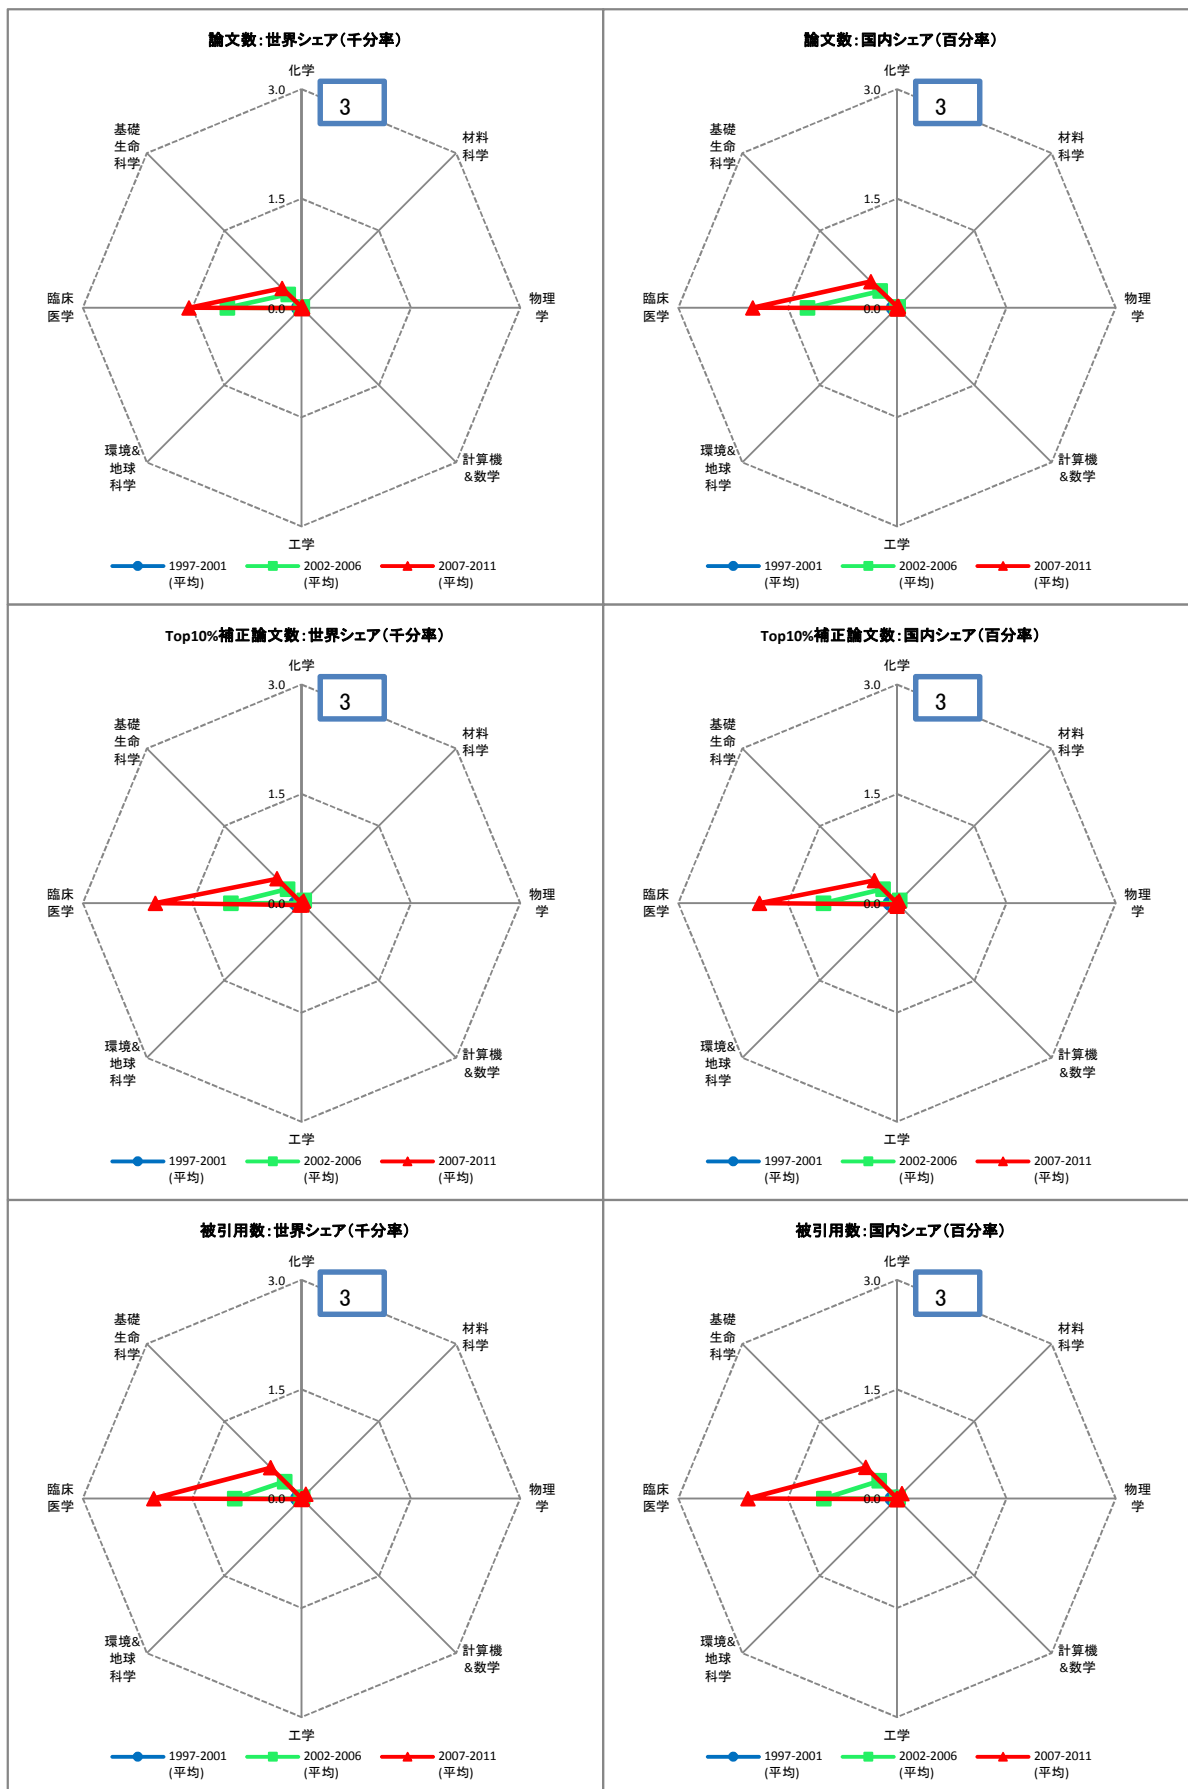 論文数：世界シェア（千分率）
化学
3.0
3
基礎
生命
科学
材料
科学
1.5
臨床
医学
0.0
物理
学
環境&
地球
科学
計算機
&数学
工学
1997-2001
(平均)
2002-2006
(平均)
2007-2011
(平均)
論文数：国内シェア（百分率）
化学
3.0
3
基礎
生命
科学
材料
科学
1.5
臨床
医学
0.0
物理
学
環境&
地球
科学
計算機
&数学
工学
1997-2001
(平均)
2002-2006
(平均)
2007-2011
(平均)
Top10%補正論文数：世界シェア（千分率）
化学
3.0
3
基礎
生命
科学
材料
科学
1.5
臨床
医学
0.0
物理
学
環境&
地球
科学
計算機
&数学
工学
1997-2001
(平均)
2002-2006
(平均)
2007-2011
(平均)
Top10%補正論文数：国内シェア（百分率）
化学
3.0
3
基礎
生命
科学
材料
科学
1.5
臨床
医学
0.0
物理
学
環境&
地球
科学
計算機
&数学
工学
1997-2001
(平均)
2002-2006
(平均)
2007-2011
(平均)
被引用数：世界シェア（千分率）
化学
3.0
3
基礎
生命
科学
材料
科学
1.5
臨床
医学
0.0
物理
学
環境&
地球
科学
計算機
&数学
工学
1997-2001
(平均)
2002-2006
(平均)
2007-2011
(平均)
被引用数：国内シェア（百分率）
化学
3.0
3
基礎
生命
科学
材料
科学
1.5
臨床
医学
0.0
物理
学
環境&
地球
科学
計算機
&数学
工学
1997-2001
(平均)
2002-2006
(平均)
2007-2011
(平均)